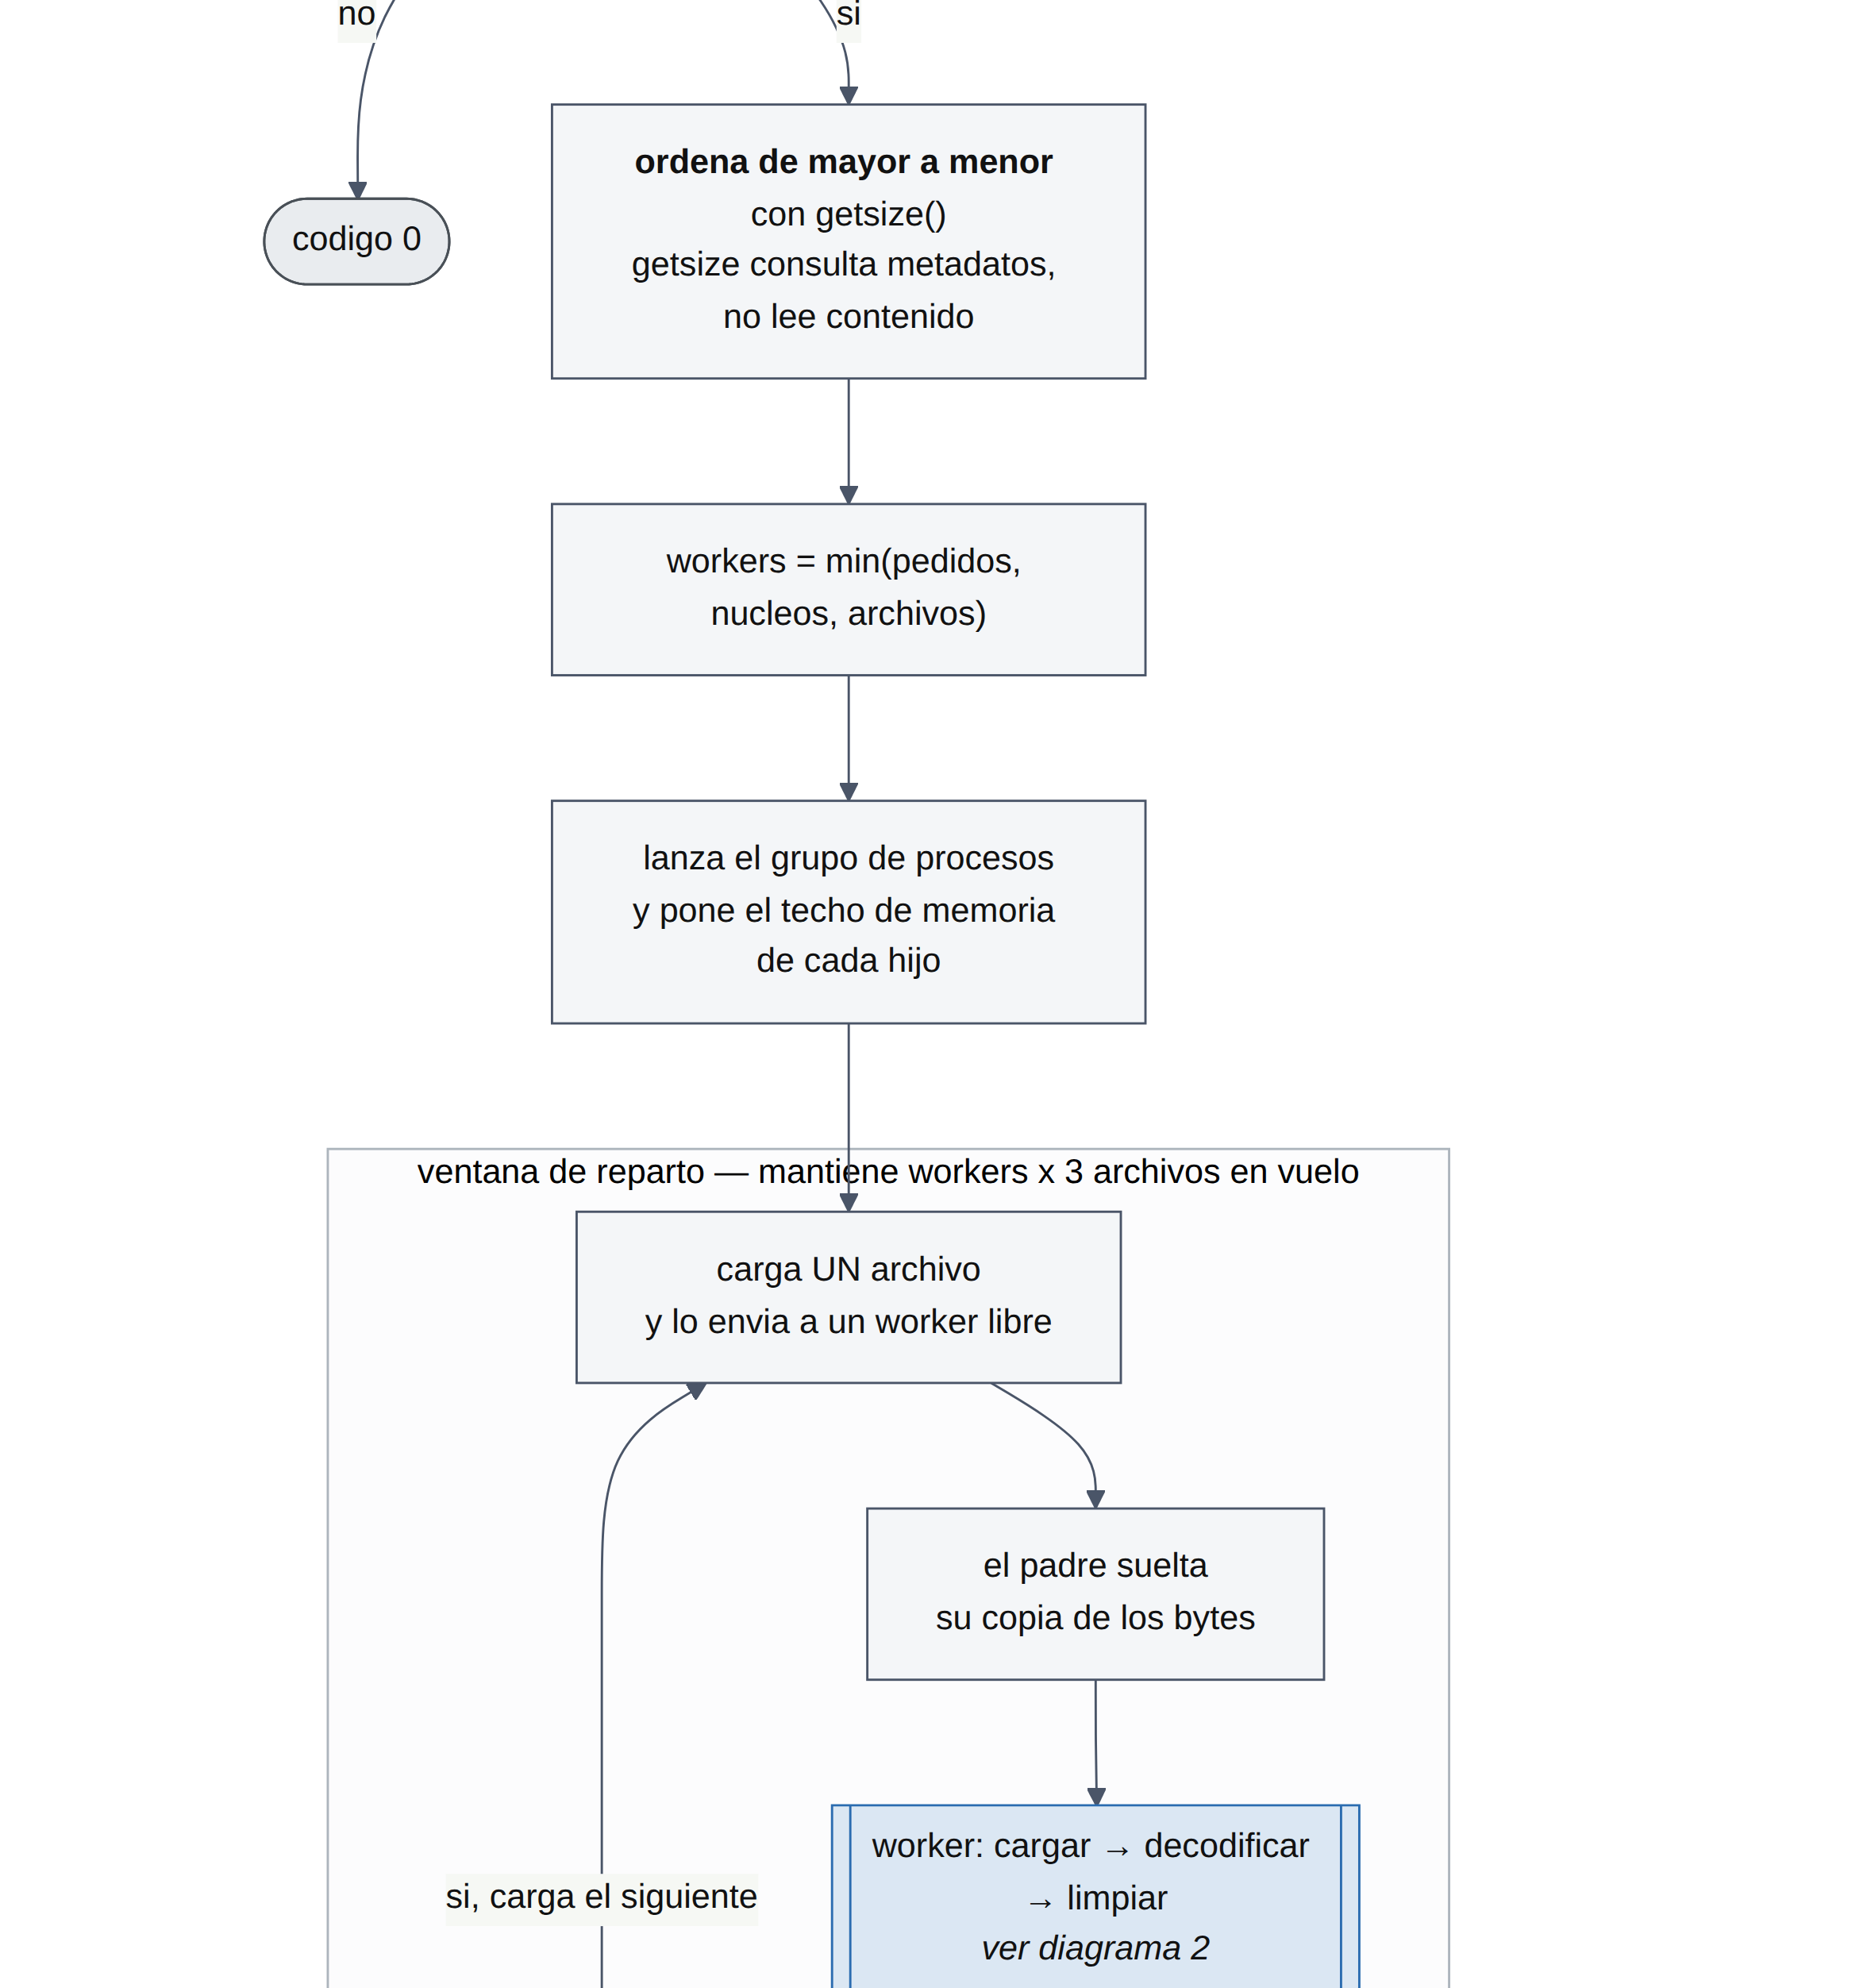 no
si
codigo 0
ordena de mayor a menor
con getsize()
getsize consulta metadatos,
no lee contenido
workers = min(pedidos,
nucleos, archivos)
lanza el grupo de procesos
y pone el techo de memoria
de cada hijo
ventana de reparto — mantiene workers x 3 archivos en vuelo
carga UN archivo
y lo envia a un worker libre
el padre suelta
su copia de los bytes
worker: cargar → decodificar
→ limpiar
ver diagrama 2
si, carga el siguiente